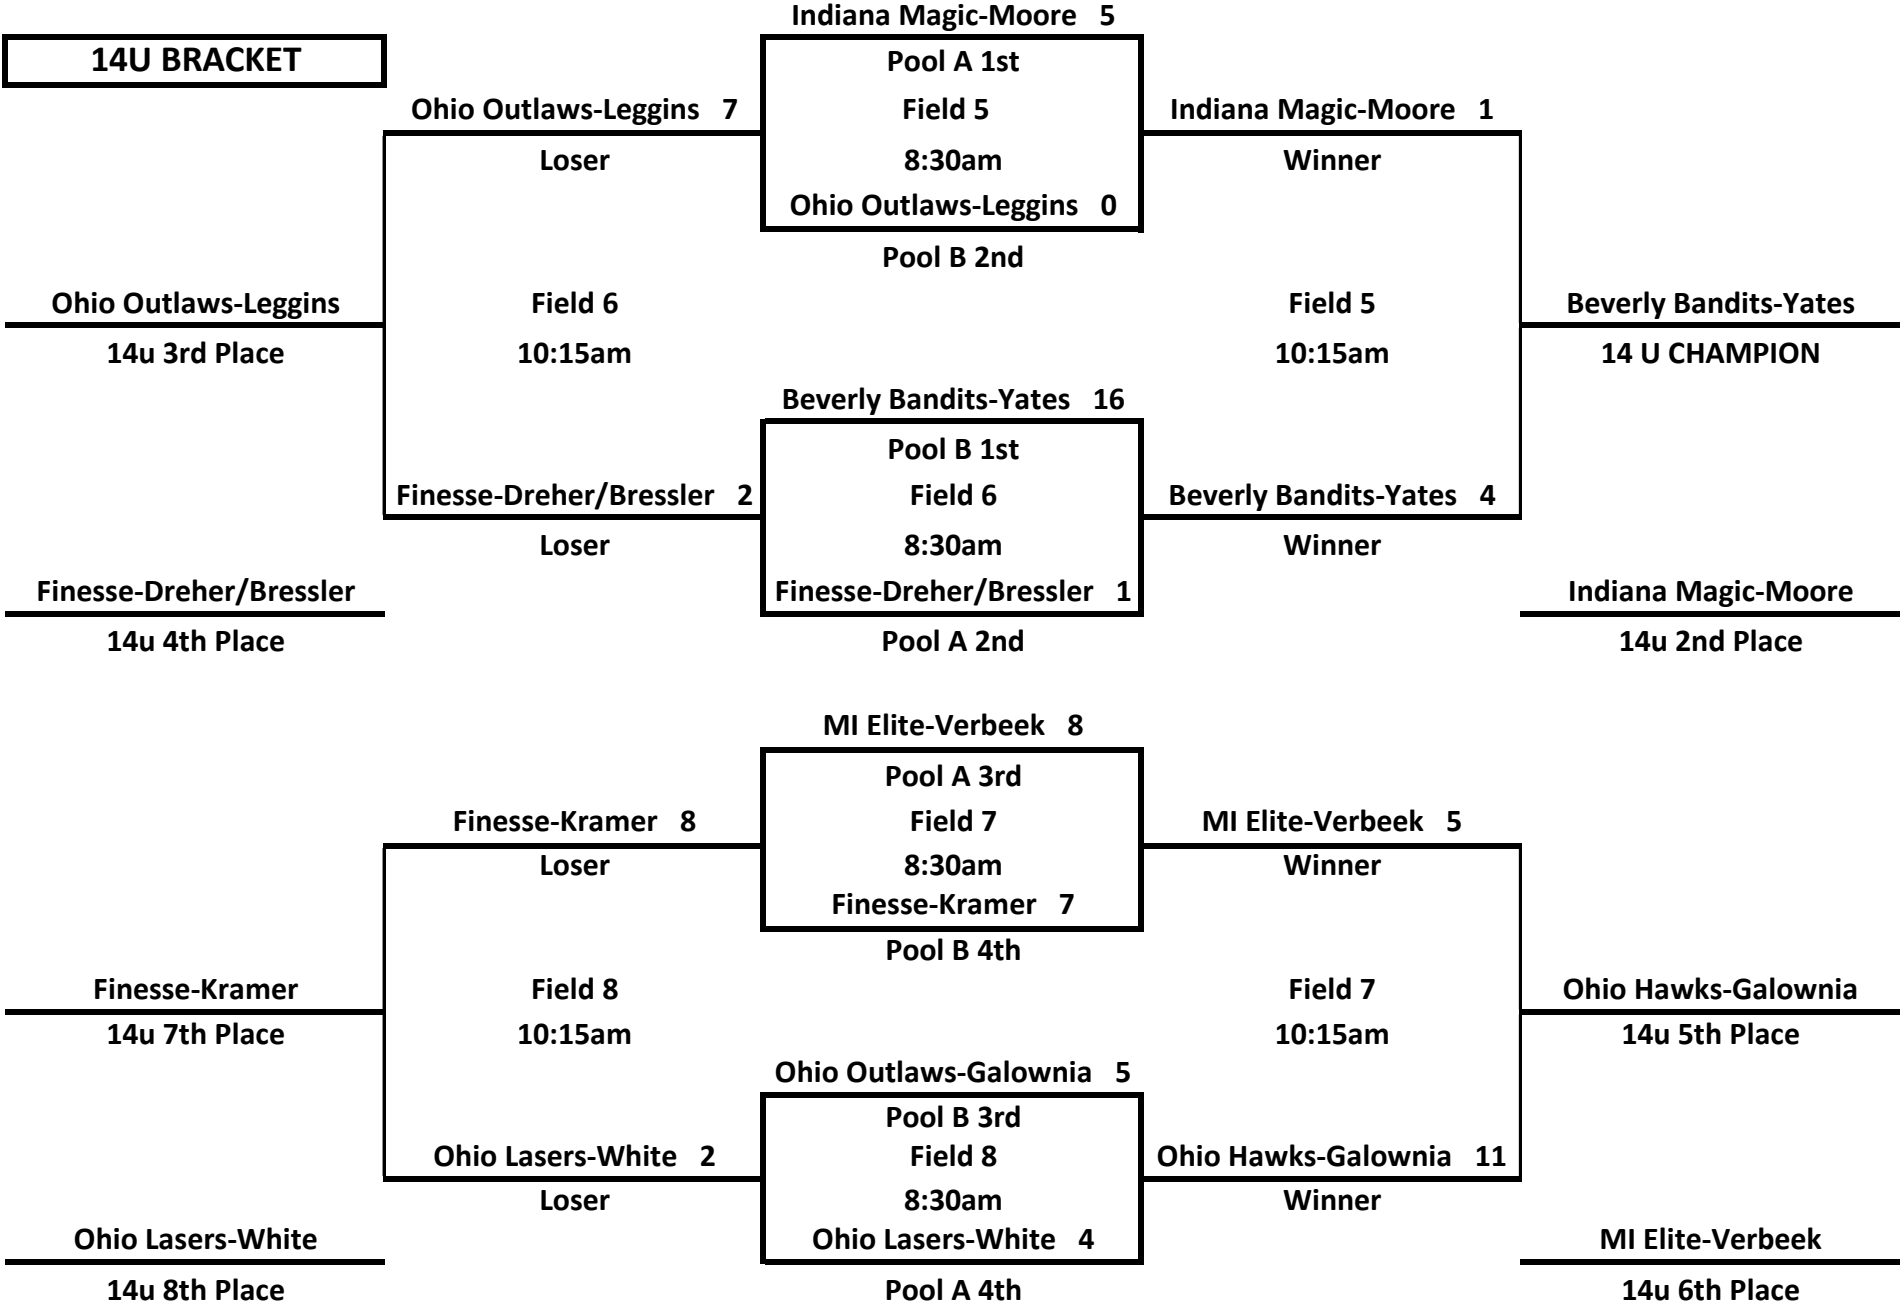 Indiana Magic-Moore 5
14U BRACKET
Pool A 1st
Ohio Outlaws-Leggins 7
Field 5
Indiana Magic-Moore 1
Loser
8:30am
Winner
Ohio Outlaws-Leggins 0
Pool B 2nd
Ohio Outlaws-Leggins
Field 6
Field 5
Beverly Bandits-Yates
14u 3rd Place
10:15am
10:15am
14 U CHAMPION
Beverly Bandits-Yates 16
Pool B 1st
Finesse-Dreher/Bressler 2
Field 6
Beverly Bandits-Yates 4
Loser
8:30am
Winner
Finesse-Dreher/Bressler
Finesse-Dreher/Bressler 1
Indiana Magic-Moore
14u 4th Place
Pool A 2nd
14u 2nd Place
MI Elite-Verbeek 8
Pool A 3rd
Finesse-Kramer 8
Field 7
MI Elite-Verbeek 5
Loser
8:30am
Winner
Finesse-Kramer 7
Pool B 4th
Finesse-Kramer
Field 8
Field 7
Ohio Hawks-Galownia
14u 7th Place
10:15am
10:15am
14u 5th Place
Ohio Outlaws-Galownia 5
Pool B 3rd
Ohio Lasers-White 2
Field 8
Ohio Hawks-Galownia 11
Loser
8:30am
Winner
Ohio Lasers-White
Ohio Lasers-White 4
MI Elite-Verbeek
14u 8th Place
Pool A 4th
14u 6th Place